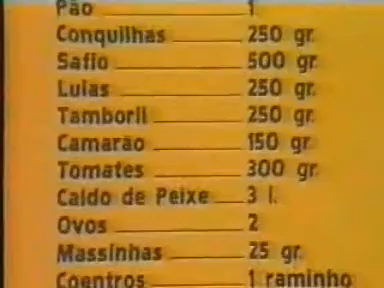 Pão 1
Conquilhas 250 gr.
Safio 500 gr.
Lulas 250 gr.
Tamboril 250 gr.
Camarão 150 gr.
Tomates 300 gr.
Caldo de Peixe 3 l.
Ovos 2
Massinhas 25 gr.
Coentros 1 raminho